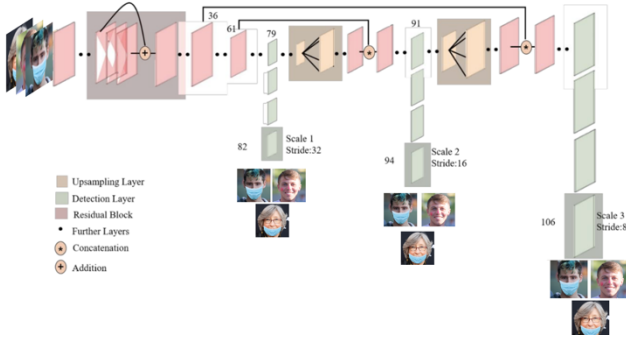 36
61
79
91
82
Scale 1
Stride:32
94
Scale 2
Stride:16
106
Scale 3
Stride:8
Upsampling Layer
Detection Layer
Residual Block
Further Layers
Concatenation
Addition